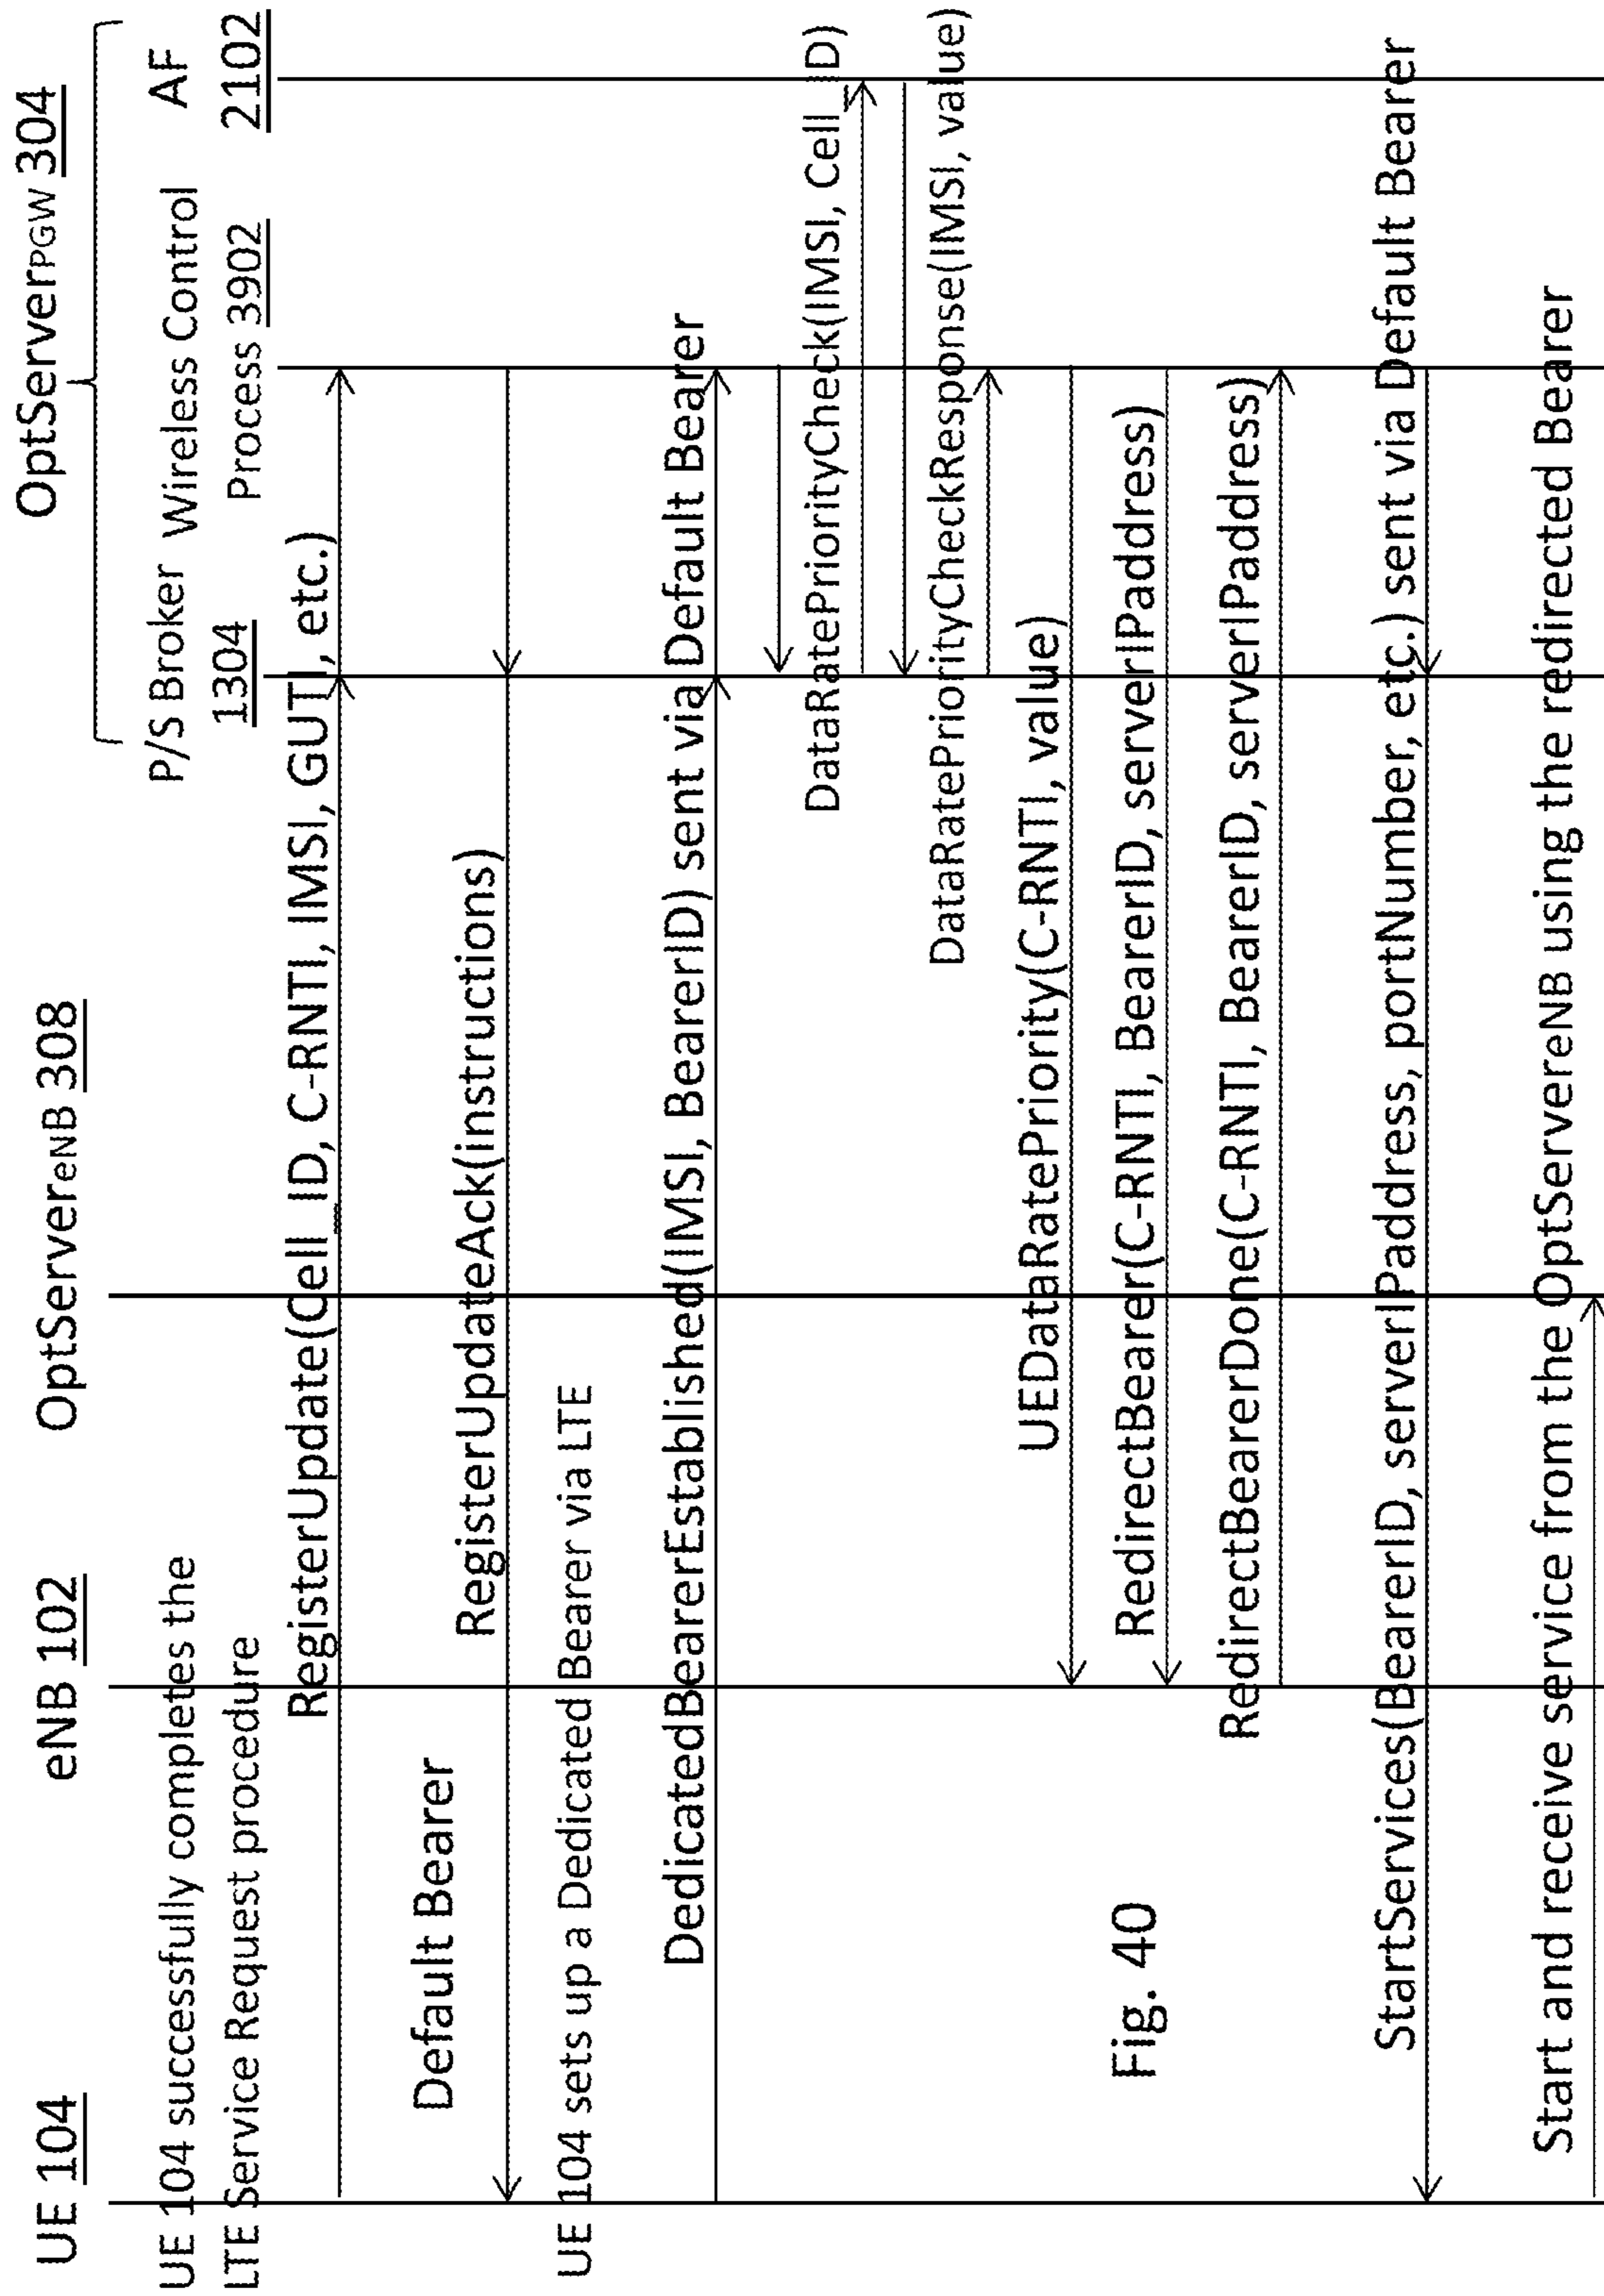 UE 104
eNB 102
OptServereNB 308
OptServerPGW 304
P/S Broker
1304
Wireless Control
Process 3902
AF
2102
UE 104 successfully completes the
LTE Service Request procedure
RegisterUpdate(Cell_ID, C-RNTI, IMSI, GUTI, etc.)
Default Bearer
RegisterUpdateAck(instructions)
UE 104 sets up a Dedicated Bearer via LTE
DedicatedBearerEstablished(IMSI, BearerID) sent via Default Bearer
DataRatePriorityCheck(IMSI, Cell_ID)
DataRatePriorityCheckResponse(IMSI, value)
UEDataRatePriority(C-RNTI, value)
RedirectBearer(C-RNTI, BearerID, serverIPaddress)
RedirectBearerDone(C-RNTI, BearerID, serverIPaddress)
Fig. 40
StartServices(BearerID, serverIPaddress, portNumber, etc.) sent via Default Bearer
Start and receive service from the OptServereNB using the redirected Bearer